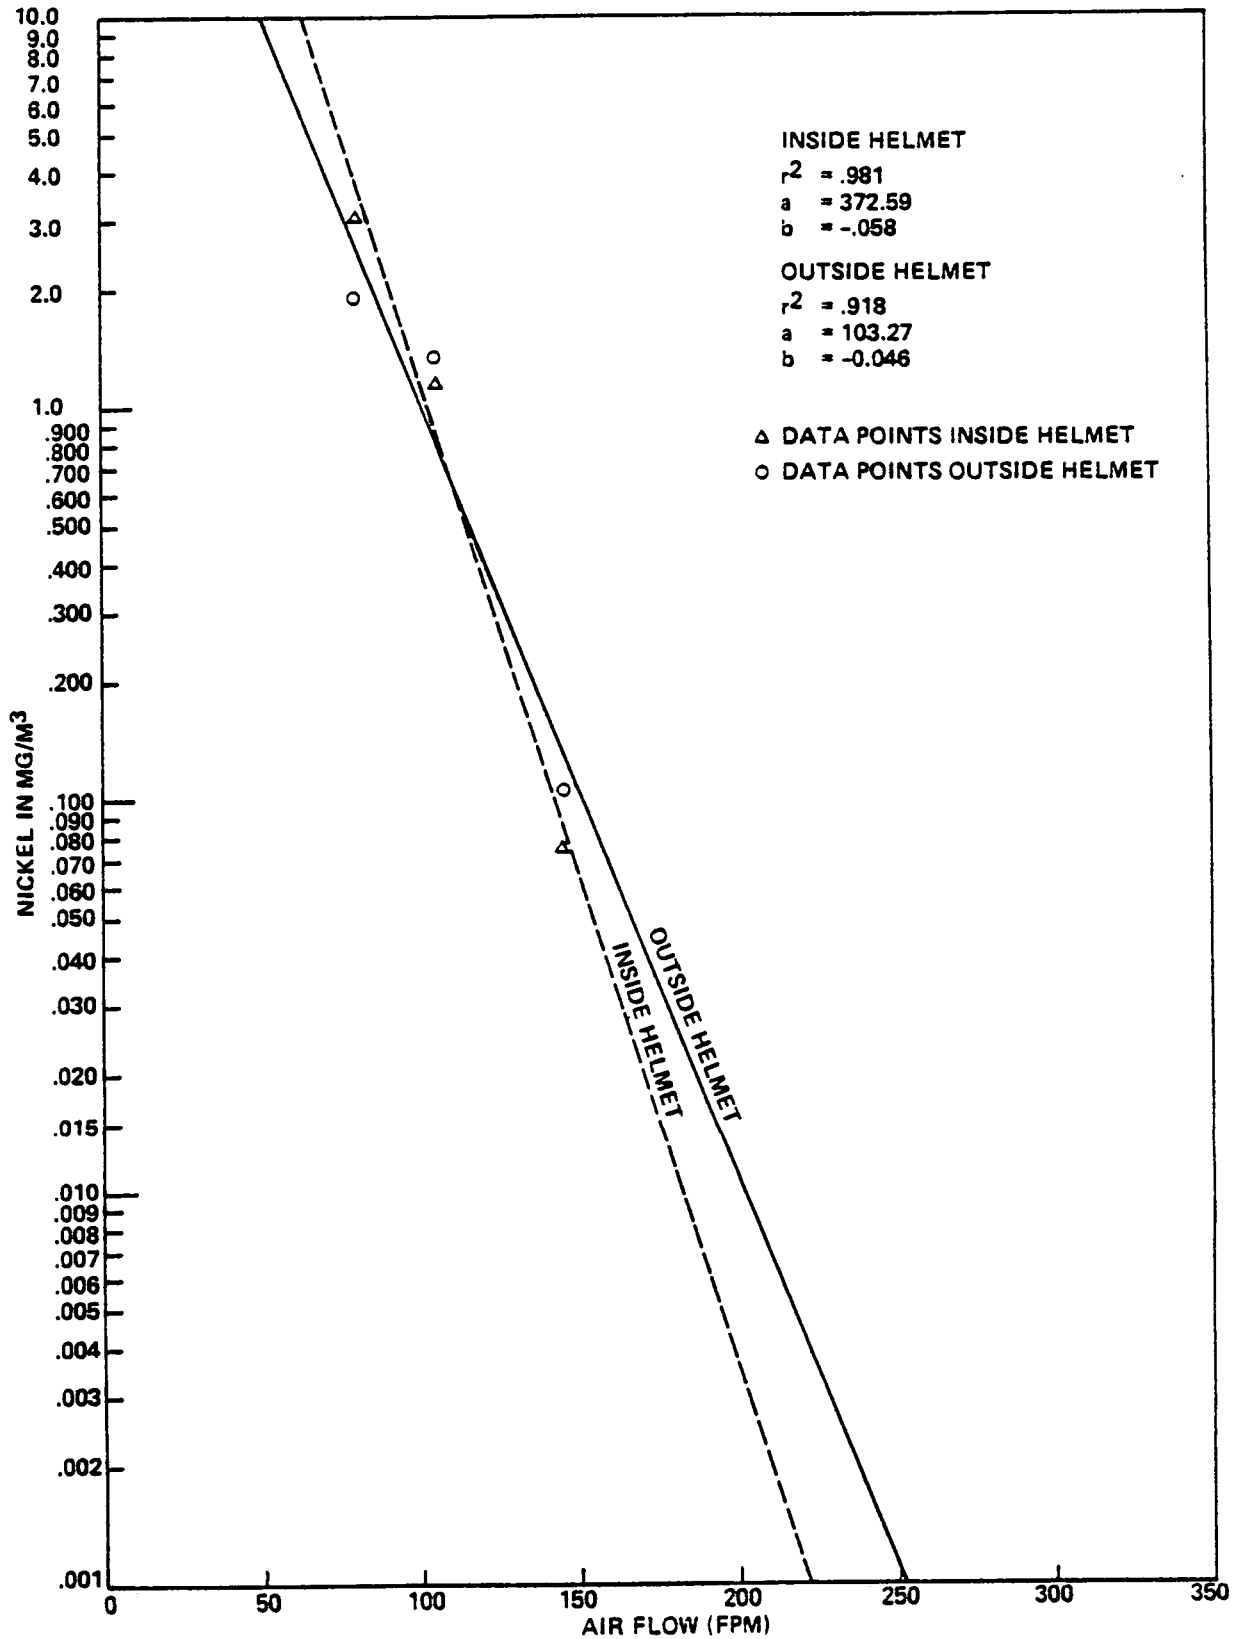 10.0
9.0
8.0
7.0
6.0
5.0
4.0
3.0
2.0
1.0
.900
.800
.700
.600
.500
.400
.300
.200
.100
.090
.080
.070
.060
.050
.040
.030
.020
.015
.010
.009
.008
.007
.006
.005
.004
.003
.002
.001
NICKEL IN MG/M³
INSIDE HELMET
r² = .981
a = 372.59
b = -.058
OUTSIDE HELMET
r² = .918
a = 103.27
b = -0.046
DATA POINTS INSIDE HELMET
DATA POINTS OUTSIDE HELMET
INSIDE HELMET
OUTSIDE HELMET
0 50 100 150 200 250 300 350
AIR FLOW (FPM)